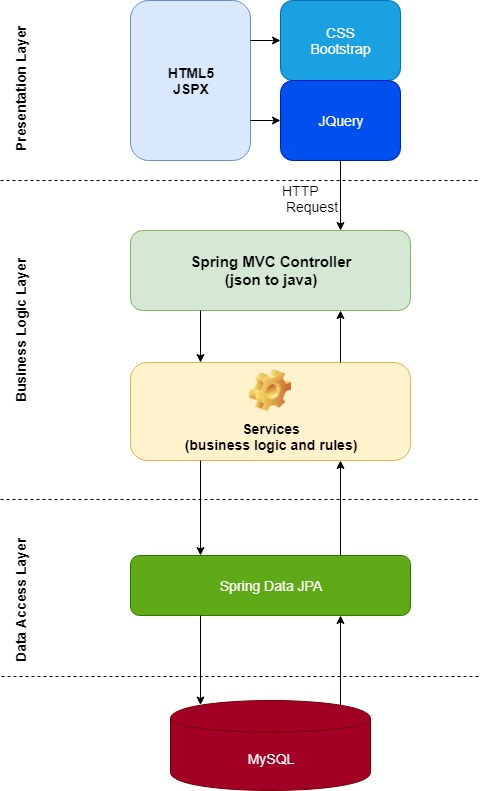 Presentation Layer
HTML5
JSPX
CSS
Bootstrap
JQuery
HTTP
Request
Business Logic Layer
Spring MVC Controller
(json to java)
Services
(business logic and rules)
Data Access Layer
Spring Data JPA
MySQL